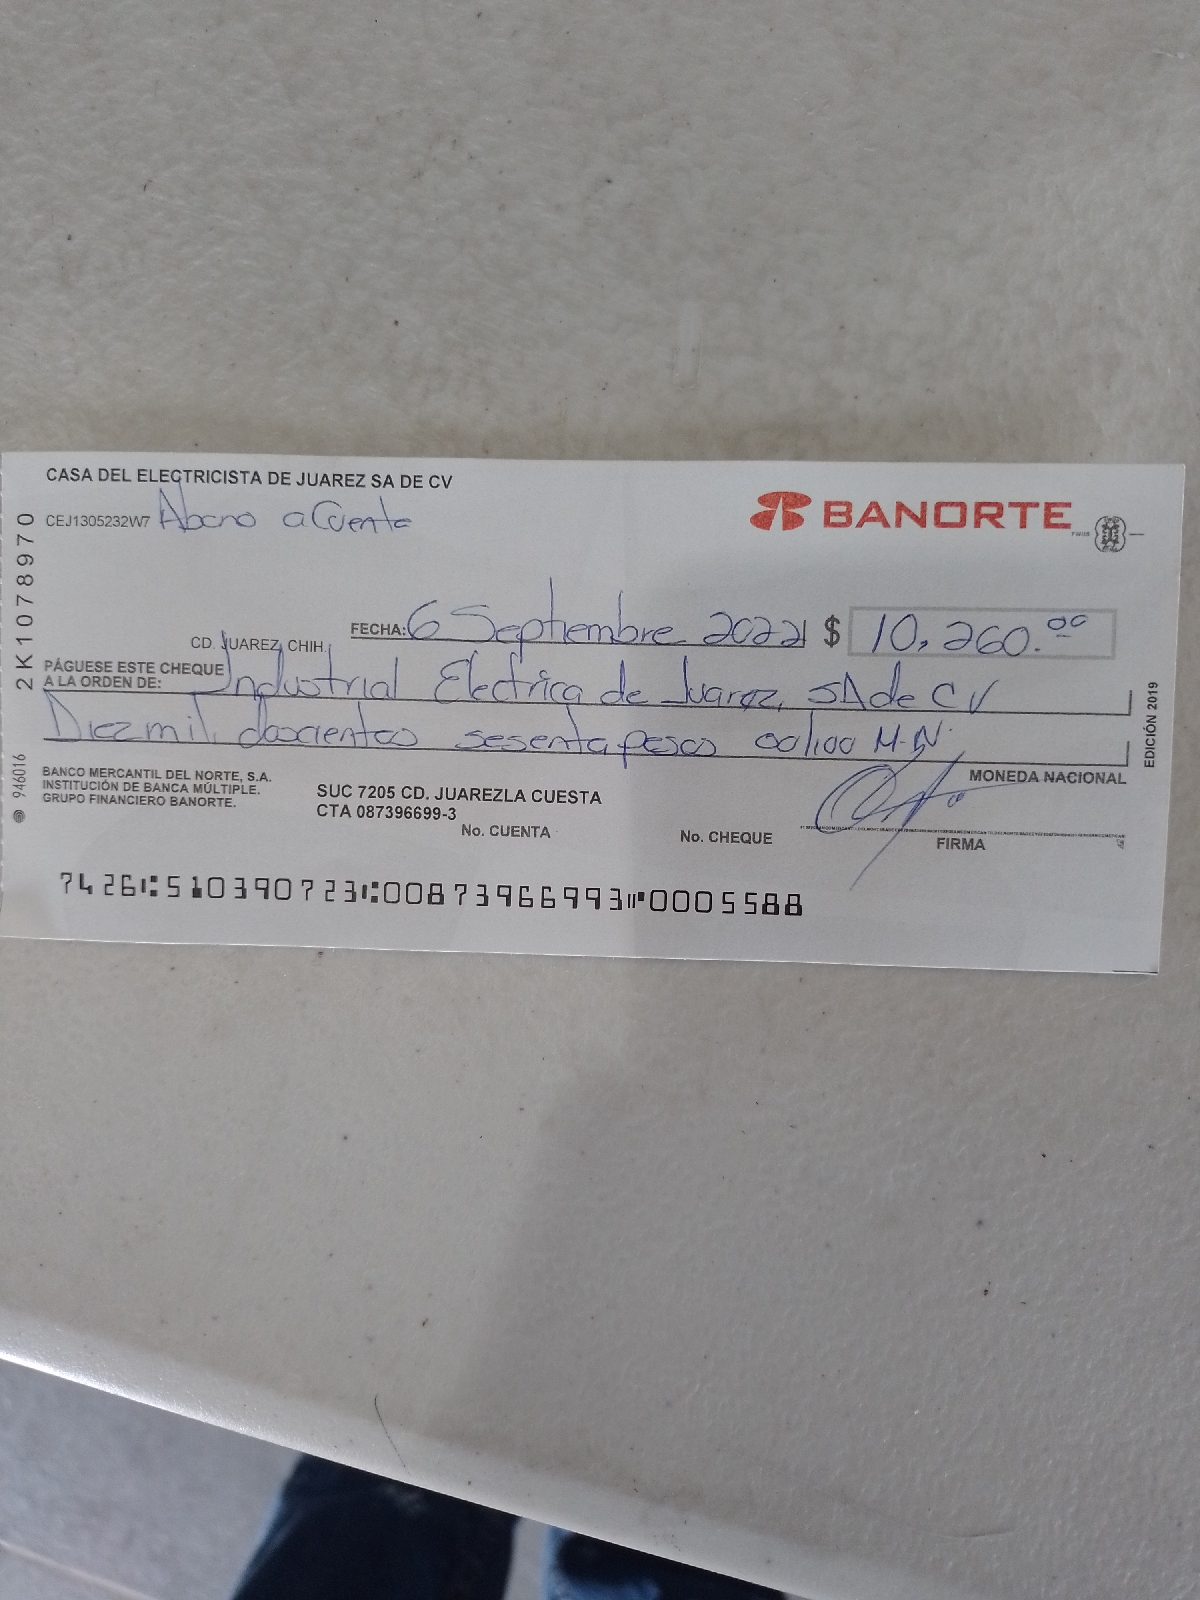 CASA DEL ELECTRICISTA DE JUAREZ SA DE CV
CEJ1305232W7 Abono a Cuenta
BANORTE
2K1078970
FECHA: 6 Septiembre 2022 $ 10,260.00
CD. JUAREZ, CHIH.
PÁGUESE ESTE CHEQUE
A LA ORDEN DE: Industrial Electrica de Juarez, SA de CV
Diez mil doscientos sesenta pesos 00/100 M.N.
EDICIÓN 2019
946016
BANCO MERCANTIL DEL NORTE, S.A.
INSTITUCIÓN DE BANCA MÚLTIPLE.
GRUPO FINANCIERO BANORTE.
SUC 7205 CD. JUAREZLA CUESTA
CTA 087396699-3
MONEDA NACIONAL
No. CUENTA
No. CHEQUE
FIRMA
7426⑆510390723⑆00873966993⑈0005588